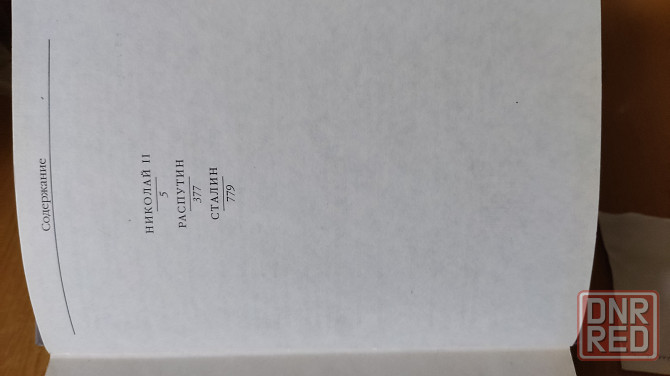 Содержание
НИКОЛАЙ II
5
РАСПУТИН
377
СТАЛИН
779
DNR
RED